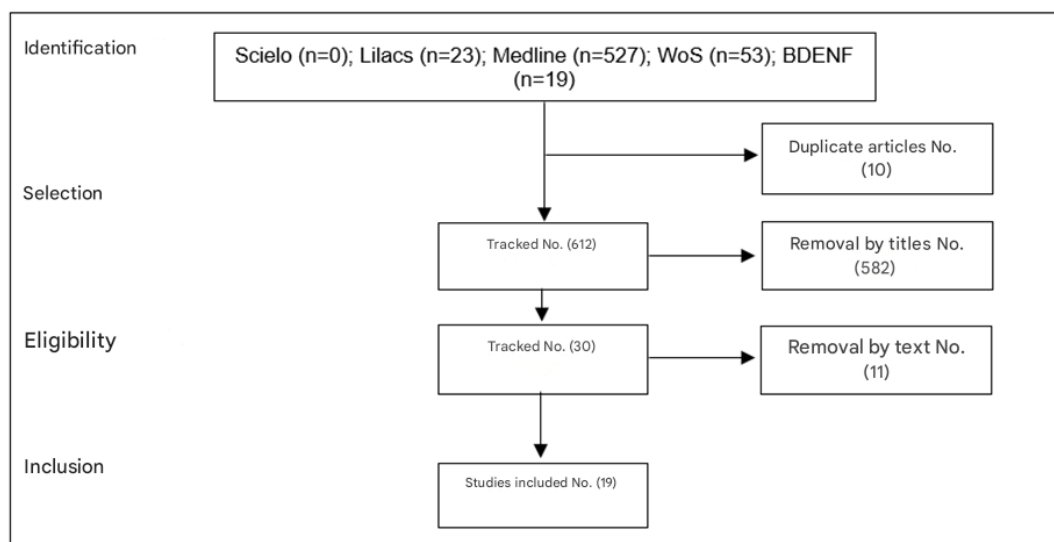 Identification
Scielo (n=0); Lilacs (n=23); Medline (n=527); WoS (n=53); BDENF
(n=19)
Duplicate articles No.
(10)
Selection
Tracked No. (612)
Removal by titles No.
(582)
Eligibility
Tracked No. (30)
Removal by text No.
(11)
Inclusion
Studies included No. (19)